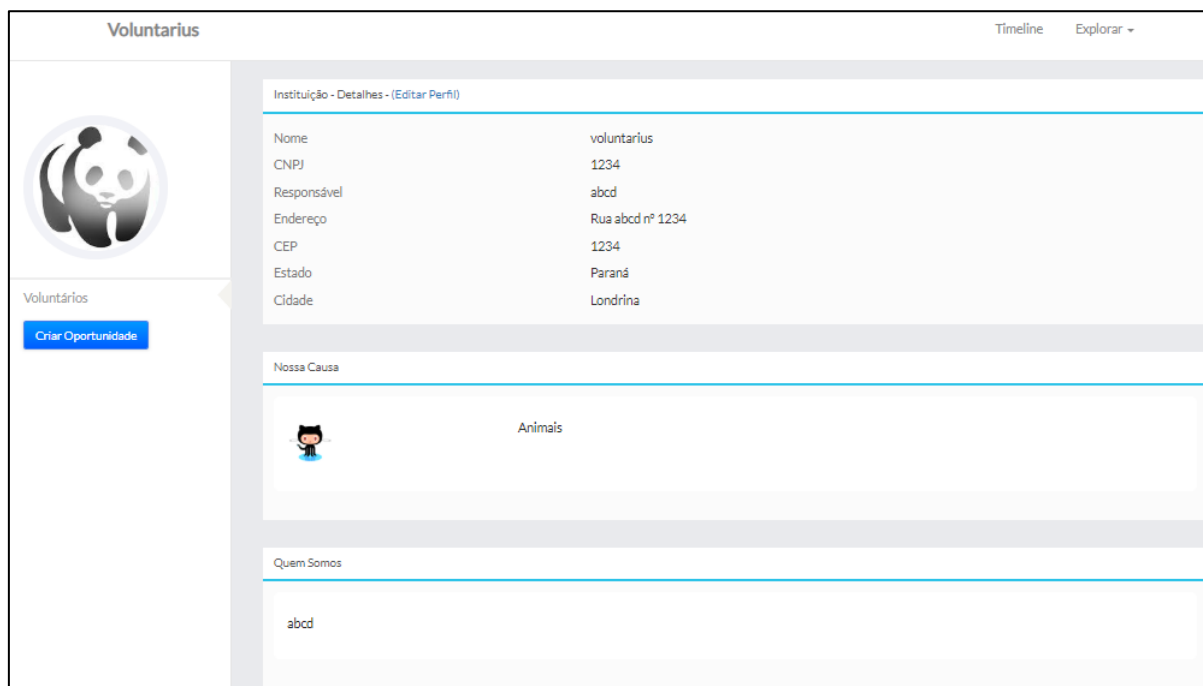 Voluntarius Timeline Explorar
Instituição - Detalhes - (Editar Perfil)
Nome voluntarius
CNPJ 1234
Responsável abcd
Endereço Rua abcd nº 1234
CEP 1234
Estado Paraná
Cidade Londrina
Voluntários
Criar Oportunidade
Nossa Causa
Animais
Quem Somos
abcd